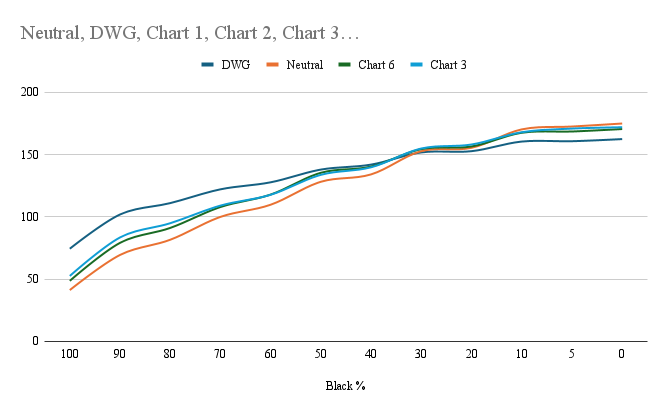 Neutral, DWG, Chart 1, Chart 2, Chart 3…
DWG Neutral Chart 6 Chart 3
200
150
100
50
0
100 90 80 70 60 50 40 30 20 10 5 0
Black %